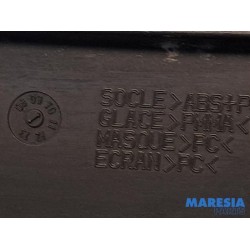 SOCLE>ABS+P
GLACE>PMMA<
MASQUE>PC<
ECRAN>PC<
MARESIA